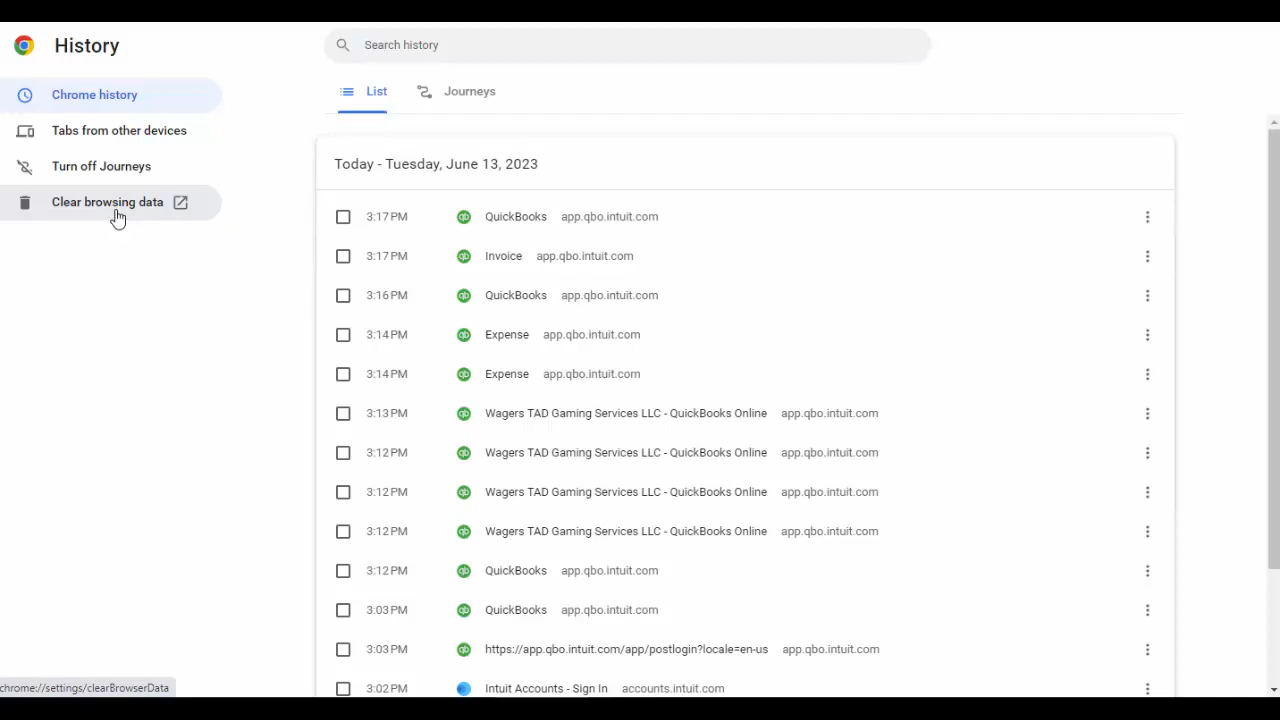 History
Search history
Chrome history
Tabs from other devices
Turn off Journeys
Clear browsing data
List Journeys
Today - Tuesday, June 13, 2023
3:17 PM QuickBooks app.qbo.intuit.com
3:17 PM Invoice app.qbo.intuit.com
3:16 PM QuickBooks app.qbo.intuit.com
3:14 PM Expense app.qbo.intuit.com
3:14 PM Expense app.qbo.intuit.com
3:13 PM Wagers TAD Gaming Services LLC - QuickBooks Online app.qbo.intuit.com
3:12 PM Wagers TAD Gaming Services LLC - QuickBooks Online app.qbo.intuit.com
3:12 PM Wagers TAD Gaming Services LLC - QuickBooks Online app.qbo.intuit.com
3:12 PM Wagers TAD Gaming Services LLC - QuickBooks Online app.qbo.intuit.com
3:12 PM QuickBooks app.qbo.intuit.com
3:03 PM QuickBooks app.qbo.intuit.com
3:03 PM https://app.qbo.intuit.com/app/postlogin?locale=en-us app.qbo.intuit.com
3:02 PM Intuit Accounts - Sign In accounts.intuit.com
chrome://settings/clearBrowserData